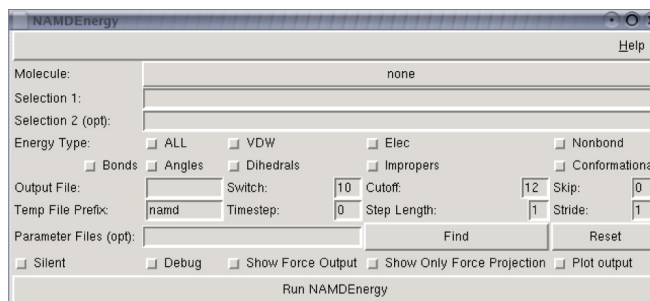 NAMDEnergy
Help
Molecule: none
Selection 1:
Selection 2 (opt):
Energy Type: ALL VDW Elec Nonbond
Bonds Angles Dihedrals Impropers Conformationa
Output File: Switch: 10 Cutoff: 12 Skip: 0
Temp File Prefix: namd Timestep: 0 Step Length: 1 Stride: 1
Parameter Files (opt): Find Reset
Silent Debug Show Force Output Show Only Force Projection Plot output
Run NAMDEnergy